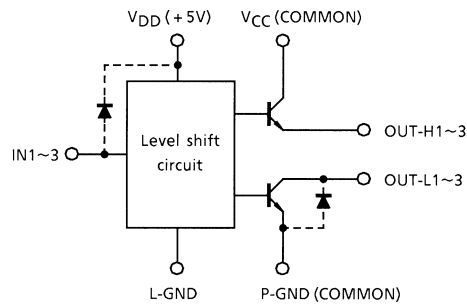 VDD (+5V)
VCC (COMMON)
Level shift
circuit
IN1~3
OUT-H1~3
OUT-L1~3
L-GND
P-GND (COMMON)